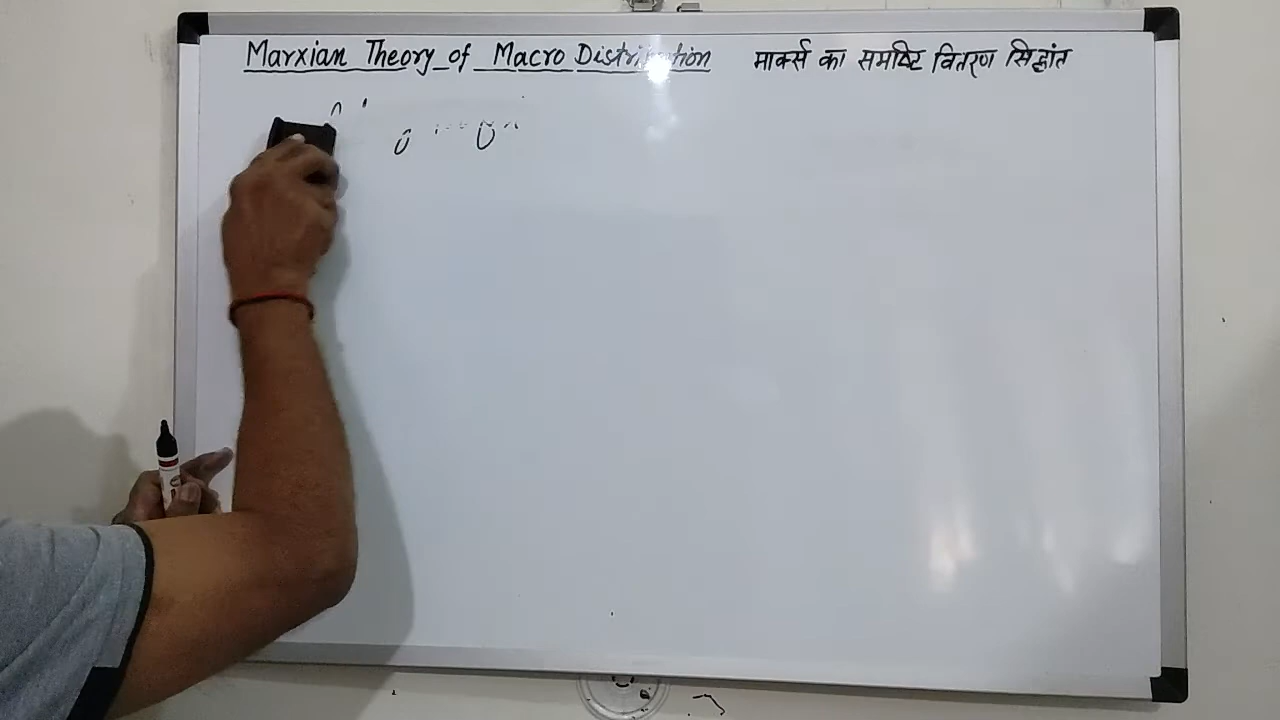 Marxian Theory of Macro Distribution मार्क्स का समष्टि वितरण सिद्धांत